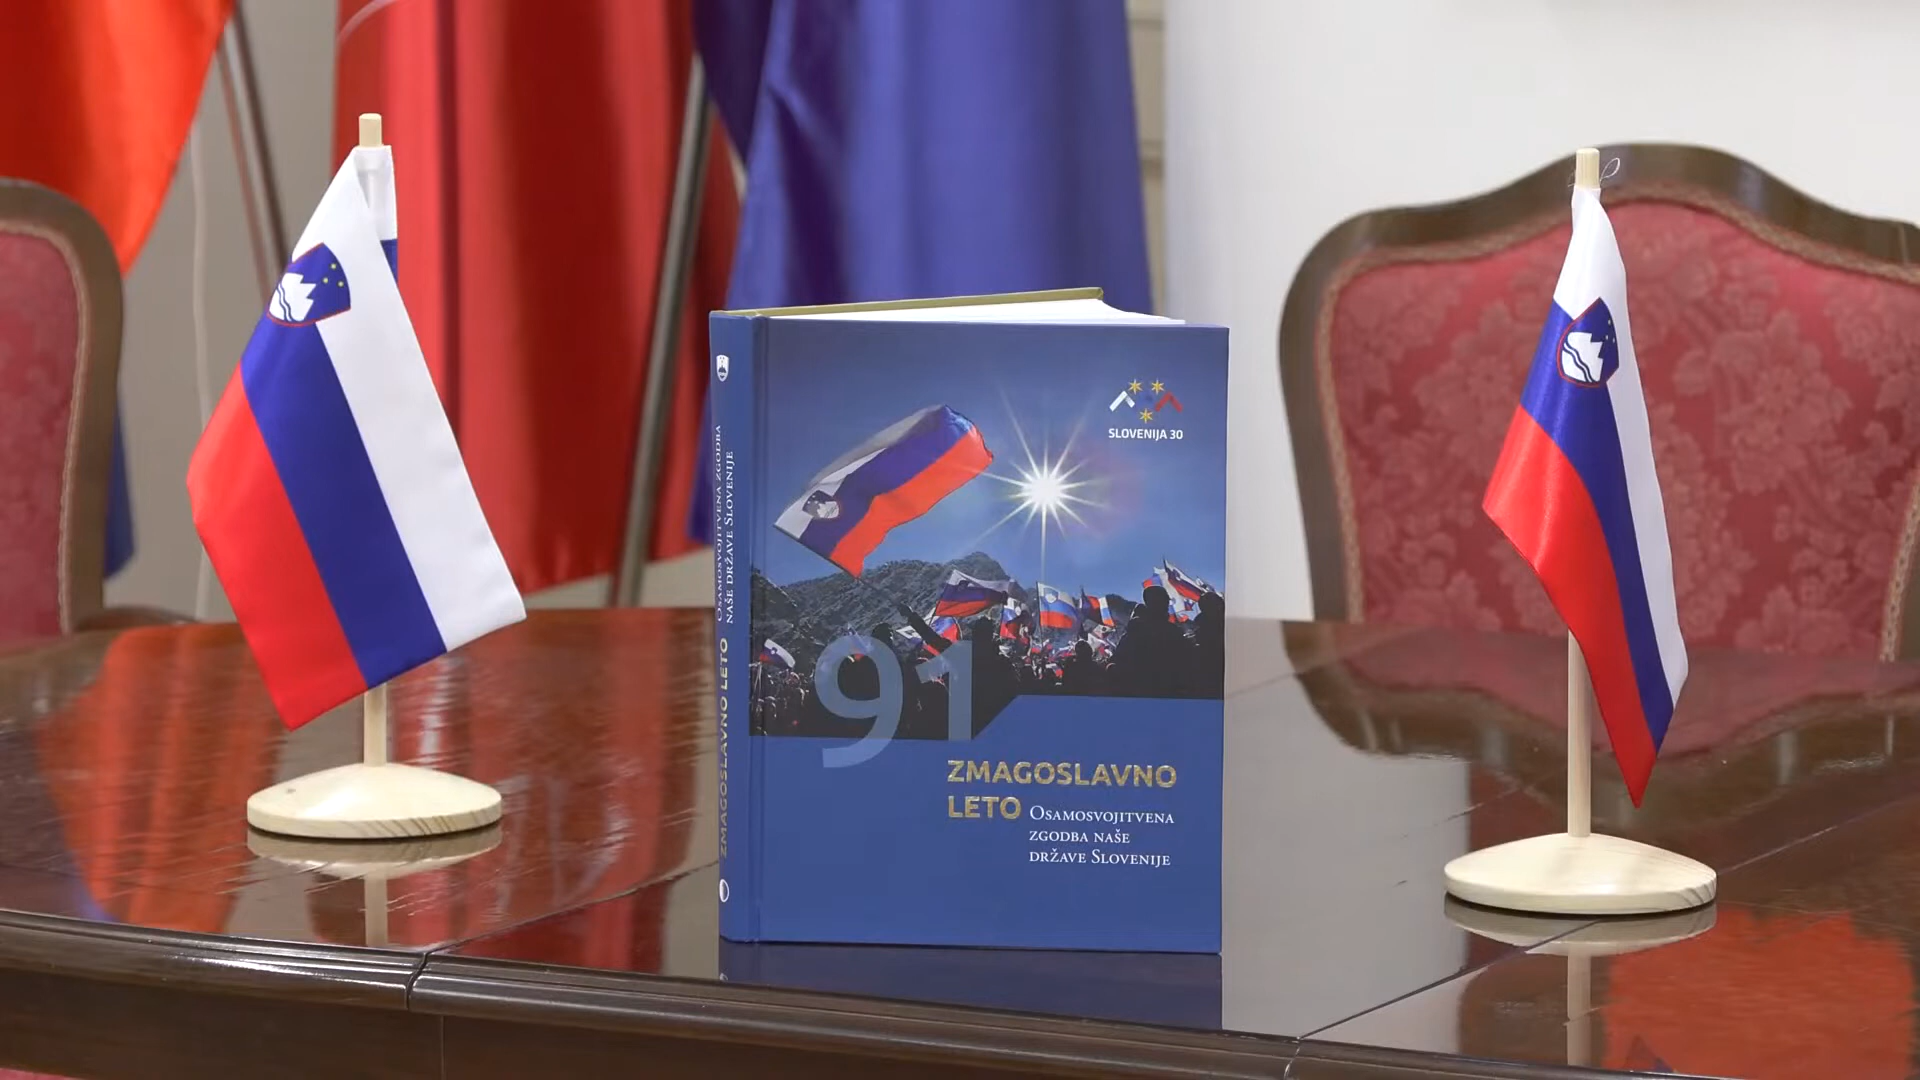 SLOVENIJA 30
91
ZMAGOSLAVNO
LETO Osamosvojitvena
zgodba naše
države Slovenije
ZMAGOSLAVNO LETO Osamosvojitvena zgodba
naše države Slovenije